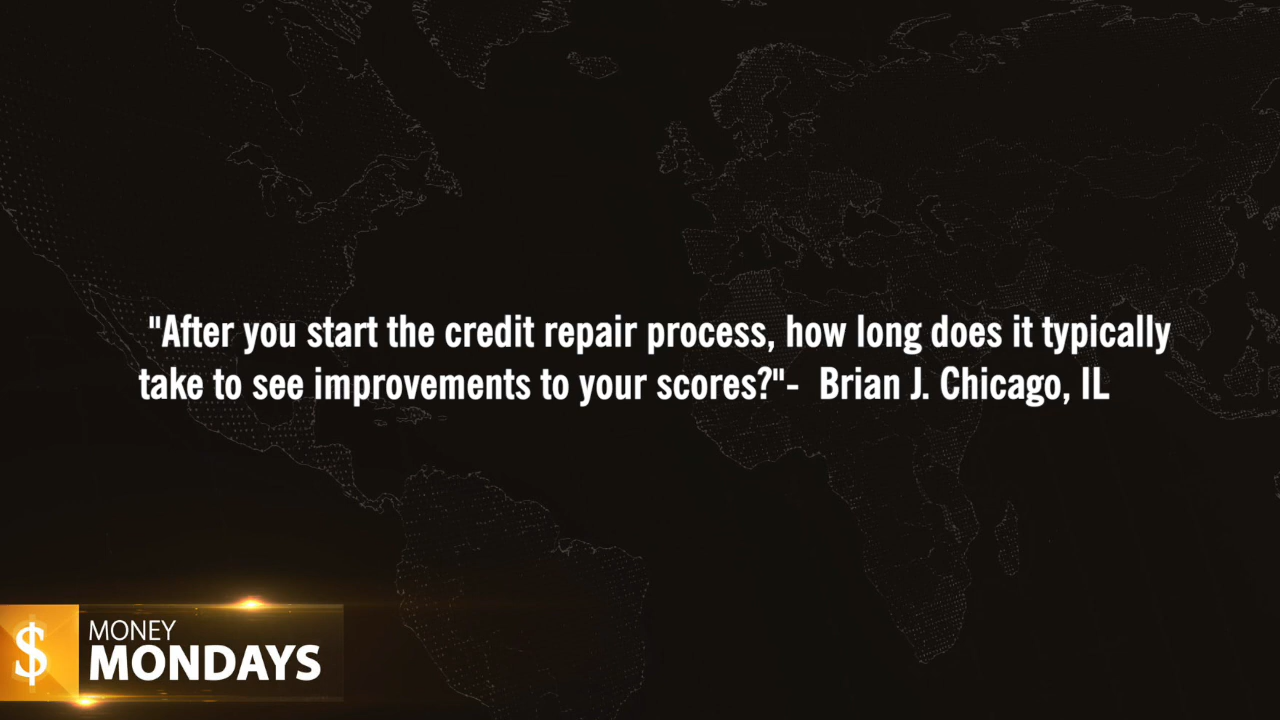 "After you start the credit repair process, how long does it typically
take to see improvements to your scores?"-  Brian J. Chicago, IL
$
MONEY
MONDAYS